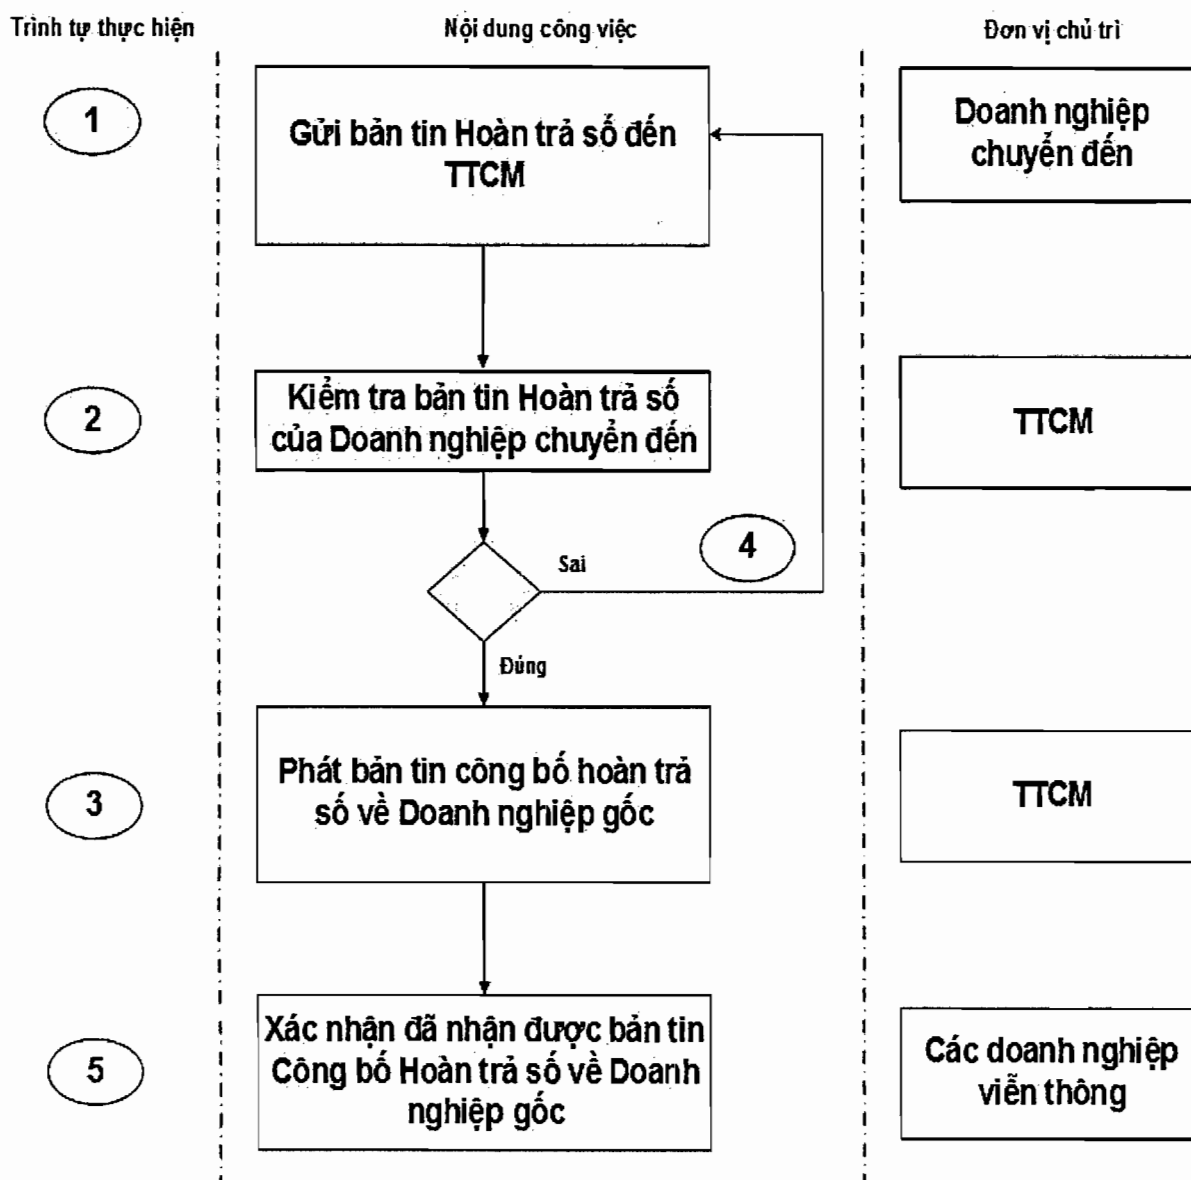 Trình tự thực hiện
Nội dung công việc
Đơn vị chủ trì
1
Gửi bản tin Hoàn trả số đến
TTCM
Doanh nghiệp
chuyển đến
2
Kiểm tra bản tin Hoàn trả số
của Doanh nghiệp chuyển đến
TTCM
4
Sai
Đúng
3
Phát bản tin công bố hoàn trả
số về Doanh nghiệp gốc
TTCM
5
Xác nhận đã nhận được bản tin
Công bố Hoàn trả số về Doanh
nghiệp gốc
Các doanh nghiệp
viễn thông